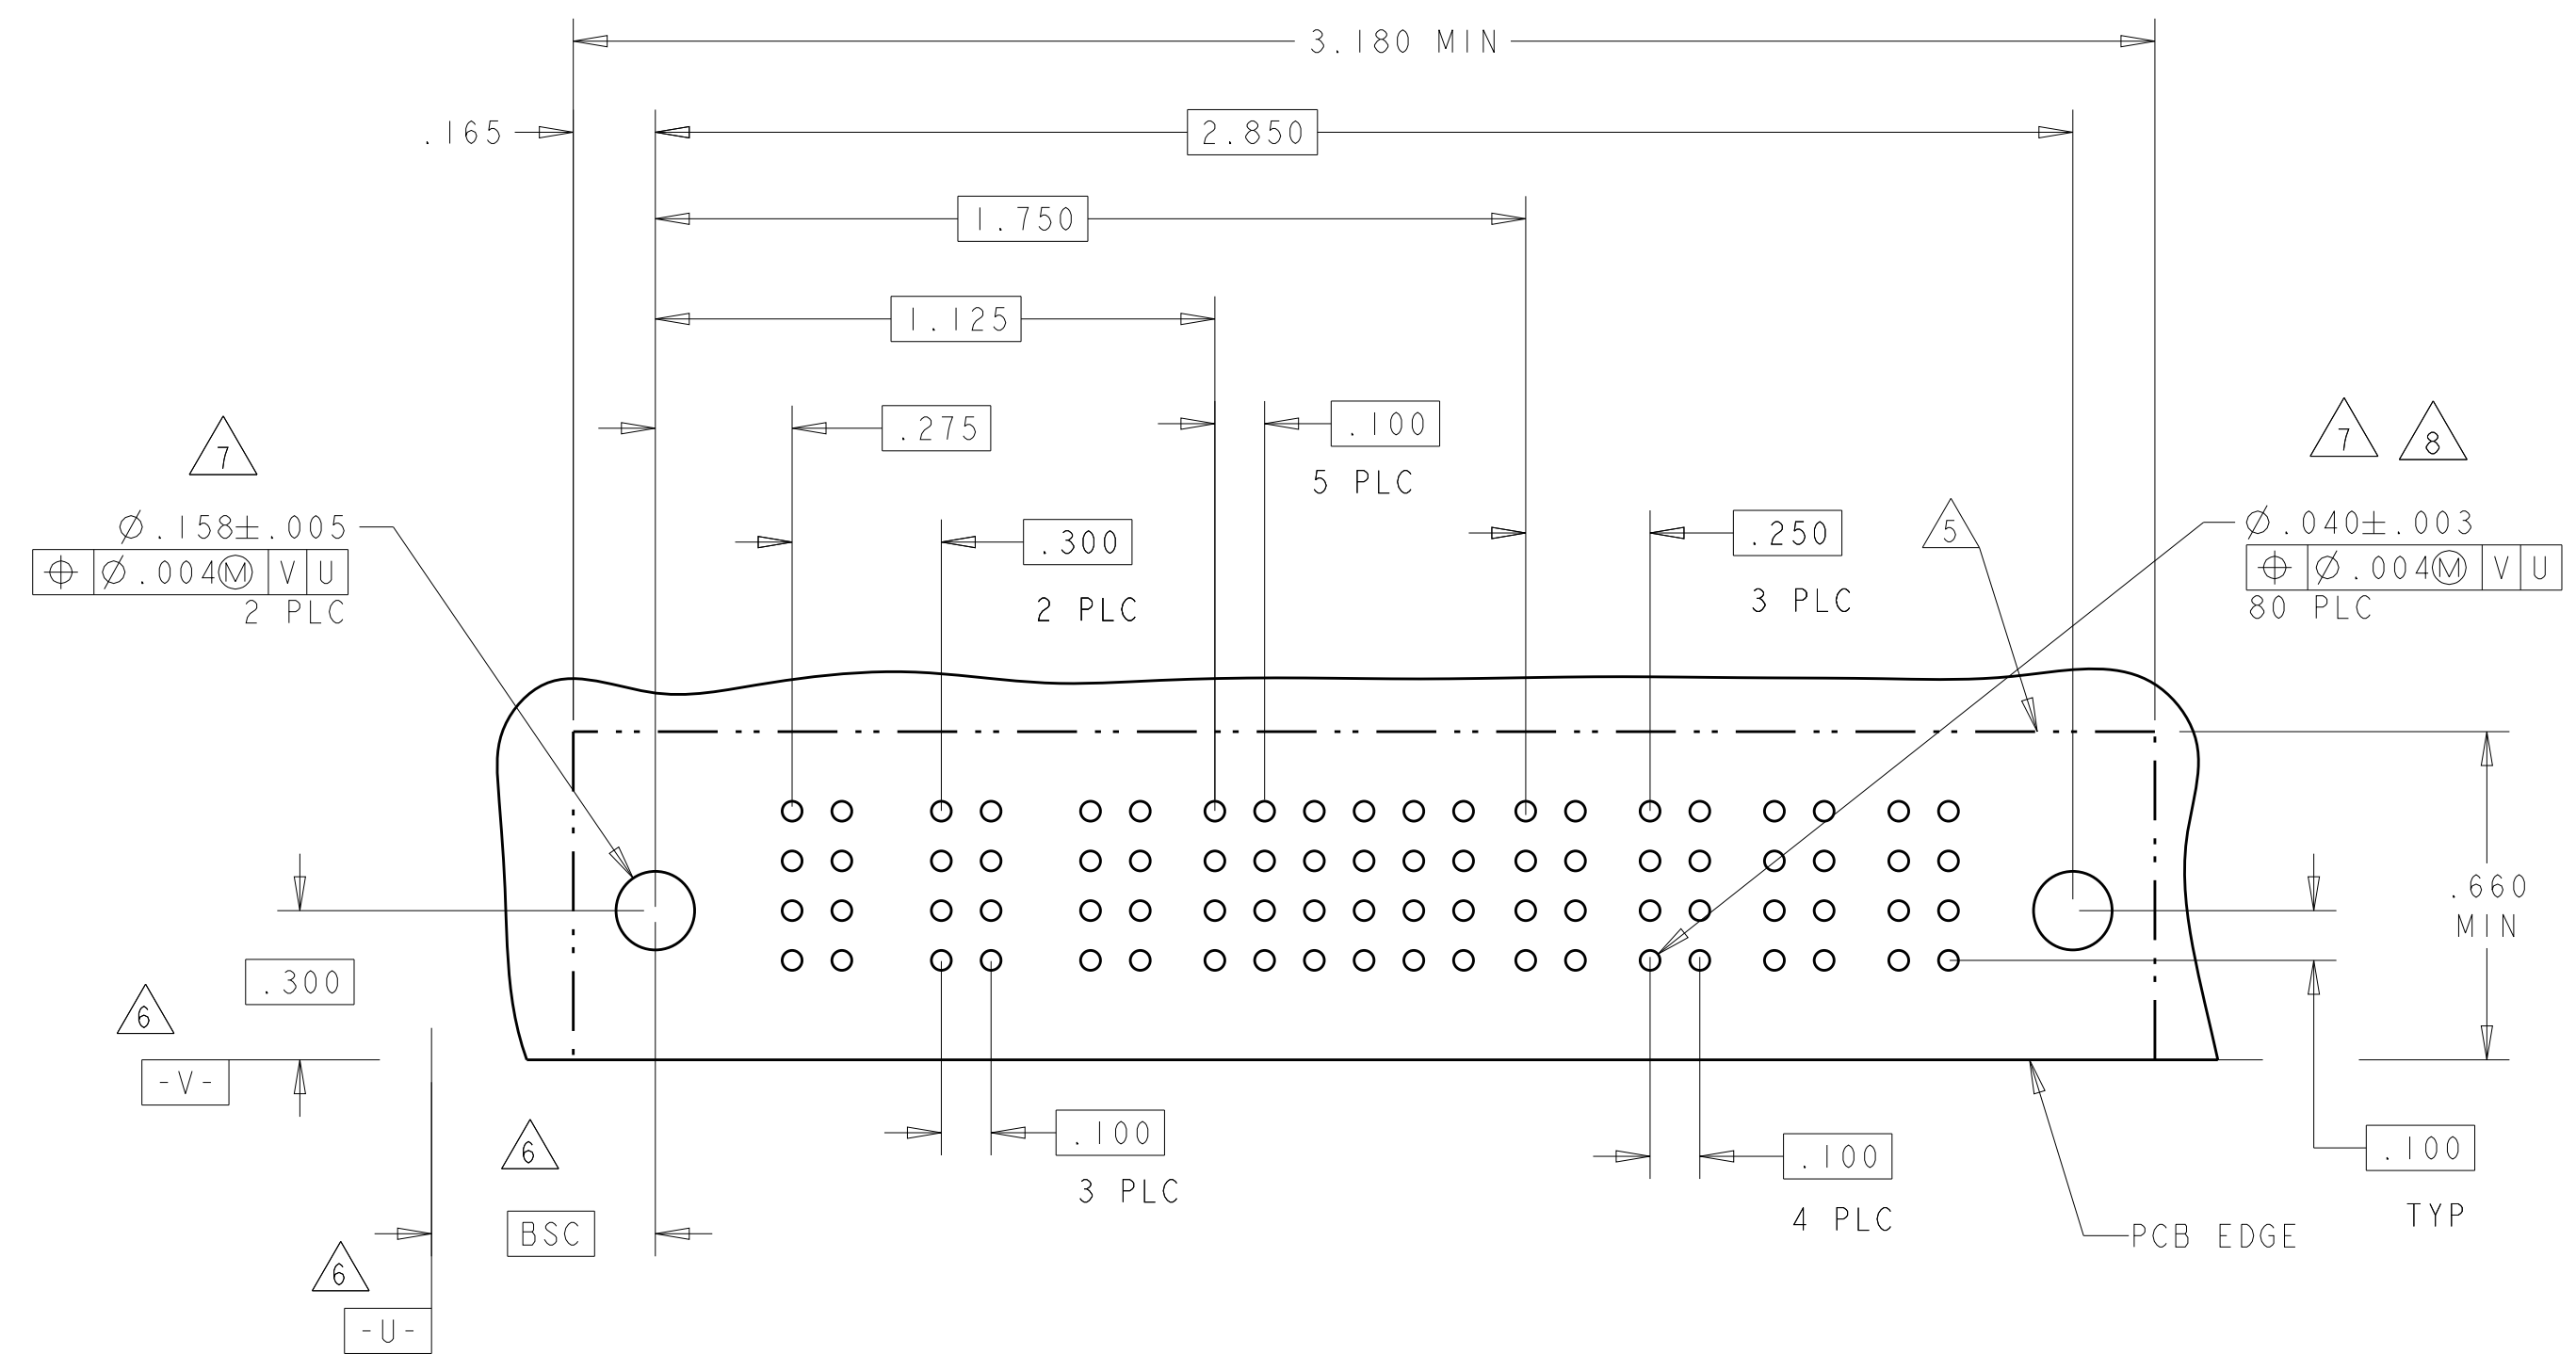 3.180 MIN
.165
2.850
1.750
1.125
.275
.100
5 PLC
7
7 8
Ø.158±.005
⌖ Ø.004Ⓜ V U
2 PLC
.300
2 PLC
.250
3 PLC
5
Ø.040±.003
⌖ Ø.004Ⓜ V U
80 PLC
.660
MIN
.300
6
-V-
6
BSC
6
-U-
.100
3 PLC
.100
4 PLC
.100
TYP
PCB EDGE